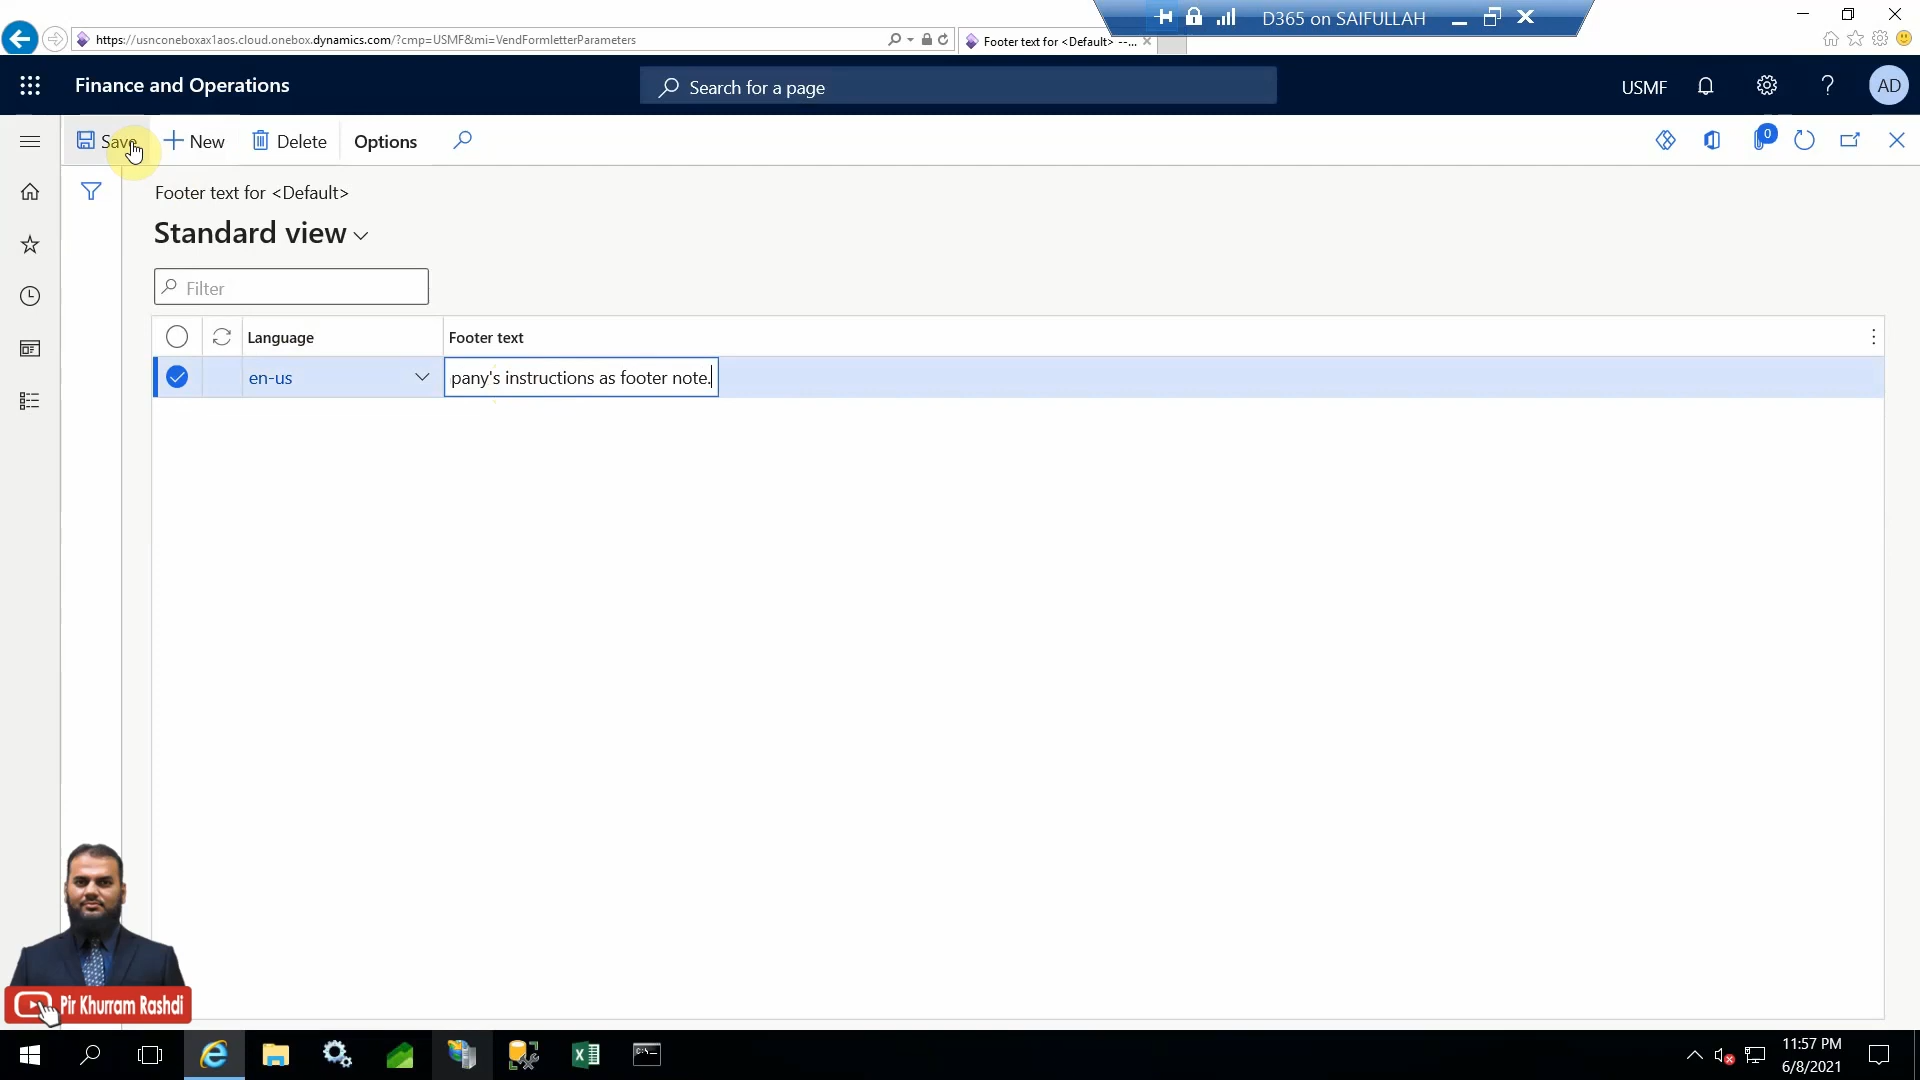 D365 on SAIFULLAH
https://usnconeboxax1aos.cloud.onebox.dynamics.com/?cmp=USMF&mi=VendFormletterParameters
Footer text for <Default> --...
Finance and Operations
Search for a page
USMF
AD
Save
New
Delete
Options
0
Footer text for <Default>
Standard view
Filter
Language
Footer text
en-us
pany's instructions as footer note.
Pir Khurram Rashdi
11:57 PM
6/8/2021